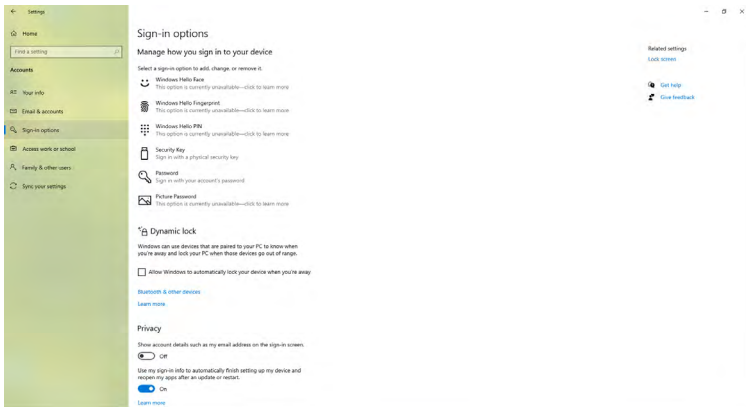 Settings
Home
Find a setting
Accounts
Your info
Email & accounts
Sign-in options
Access work or school
Family & other users
Sync your settings
Sign-in options
Manage how you sign in to your device
Select a sign-in option to add, change, or remove it.
Windows Hello Face
This option is currently unavailable—click to learn more
Windows Hello Fingerprint
This option is currently unavailable—click to learn more
Windows Hello PIN
This option is currently unavailable—click to learn more
Security Key
Sign in with a physical security key
Password
Sign in with your account's password
Picture Password
This option is currently unavailable—click to learn more
Dynamic lock
Windows can use devices that are paired to your PC to know when
you're away and lock your PC when those devices go out of range.
Allow Windows to automatically lock your device when you're away
Bluetooth & other devices
Learn more
Privacy
Show account details such as my email address on the sign-in screen.
Off
Use my sign-in info to automatically finish setting up my device and
reopen my apps after an update or restart.
On
Learn more
Related settings
Lock screen
Get help
Give feedback